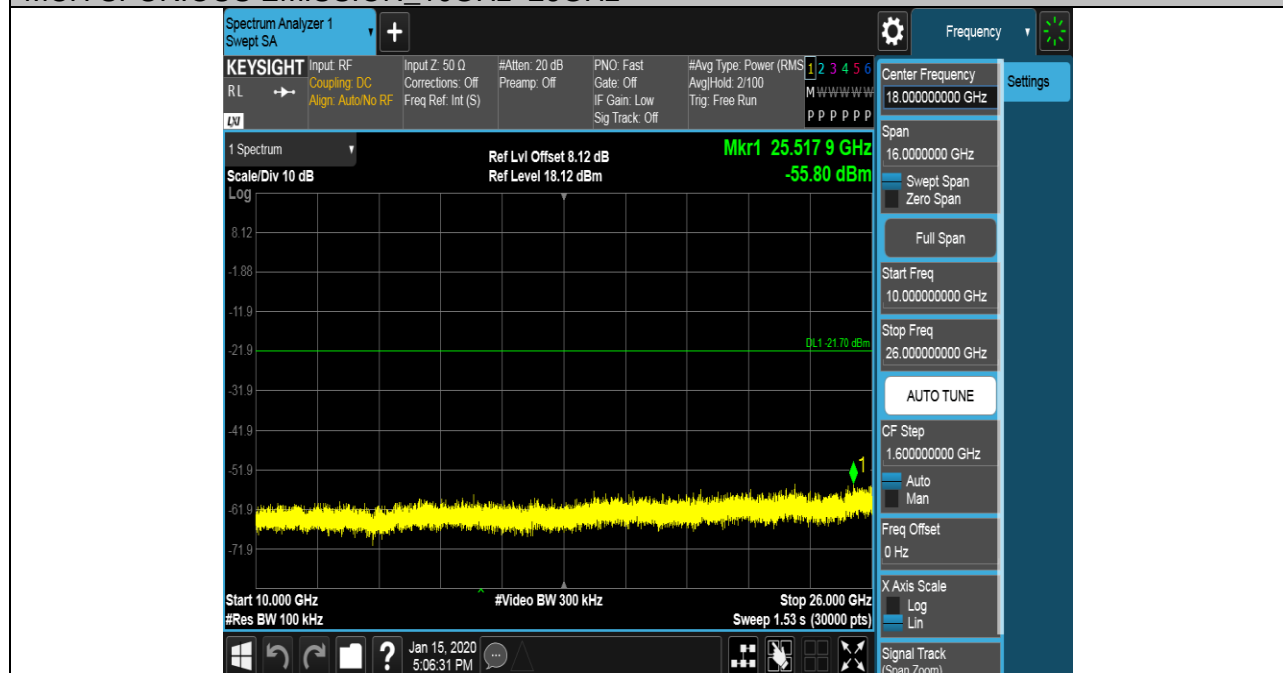 Spectrum Analyzer 1
Swept SA
Frequency
KEYSIGHT
RL
LXI
Input: RF
Coupling: DC
Align: Auto/No RF
Input Z: 50 Ω
Corrections: Off
Freq Ref: Int (S)
#Atten: 20 dB
Preamp: Off
PNO: Fast
Gate: Off
IF Gain: Low
Sig Track: Off
#Avg Type: Power (RMS
Avg|Hold: 2/100
Trig: Free Run
1 2 3 4 5 6
M W W W W W
P P P P P P
Center Frequency
18.000000000 GHz
Settings
Span
16.0000000 GHz
Swept Span
Zero Span
Full Span
Start Freq
10.000000000 GHz
Stop Freq
26.000000000 GHz
AUTO TUNE
CF Step
1.600000000 GHz
Auto
Man
Freq Offset
0 Hz
X Axis Scale
Log
Lin
Signal Track
(Span Zoom)
1 Spectrum
Scale/Div 10 dB
Ref Lvl Offset 8.12 dB
Ref Level 18.12 dBm
Mkr1 25.517 9 GHz
-55.80 dBm
Log
8.12
-1.88
-11.9
-21.9
DL1 -21.70 dBm
-31.9
-41.9
-51.9
1
-61.9
-71.9
Start 10.000 GHz
#Video BW 300 kHz
Stop 26.000 GHz
#Res BW 100 kHz
Sweep 1.53 s (30000 pts)
?
Jan 15, 2020
5:06:31 PM